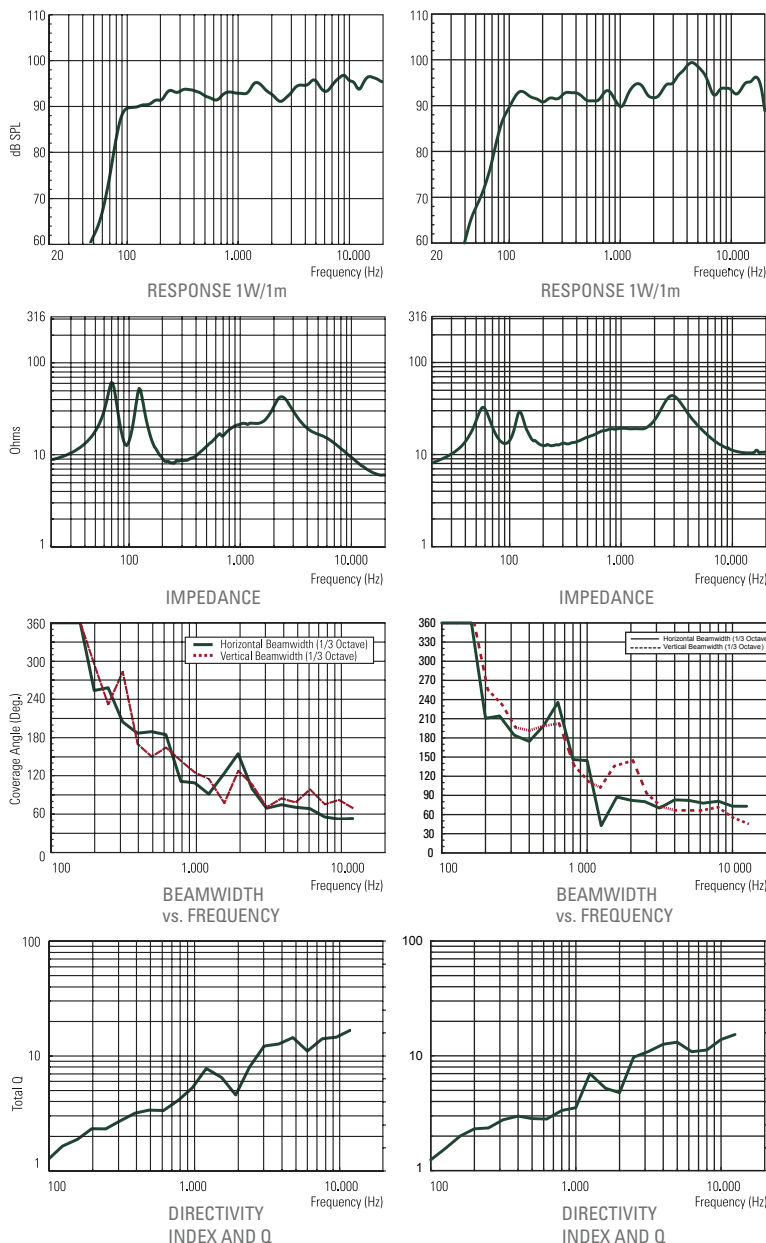 110
100
90
80
70
60
dB SPL
20
100
1.000
10.000
Frequency (Hz)
RESPONSE 1W/1m
110
100
90
80
70
60
20
100
1.000
10.000
Frequency (Hz)
RESPONSE 1W/1m
316
100
10
1
Ohms
100
1.000
10.000
Frequency (Hz)
IMPEDANCE
316
100
10
1
100
1.000
10.000
Frequency (Hz)
IMPEDANCE
360
300
240
180
120
60
0
Coverage Angle (Deg.)
Horizontal Beamwidth (1/3 Octave)
Vertical Beamwidth (1/3 Octave)
100
1.000
10.000
Frequency (Hz)
BEAMWIDTH
vs. FREQUENCY
360
330
300
270
240
210
180
150
120
90
60
30
0
Horizontal Beamwidth (1/3 Octave
Vertical Beamwidth (1/3 Octave)
100
1 000
10.000
Frequency (Hz)
BEAMWIDTH
vs. FREQUENCY
100
10
1
Total Q
100
1.000
10.000
Frequency (Hz)
DIRECTIVITY
INDEX AND Q
100
10
1
100
1.000
10.000
Frequency (Hz)
DIRECTIVITY
INDEX AND Q